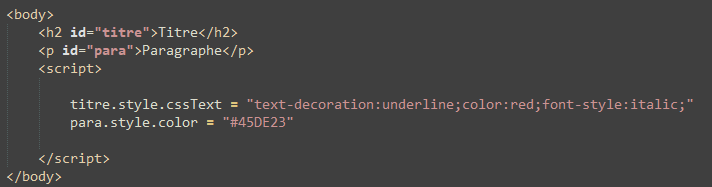 <body>
<h2 id="titre">Titre</h2>
<p id="para">Paragraphe</p>
<script>
titre.style.cssText = "text-decoration:underline;color:red;font-style:italic;"
para.style.color = "#45DE23"
</script>
</body>